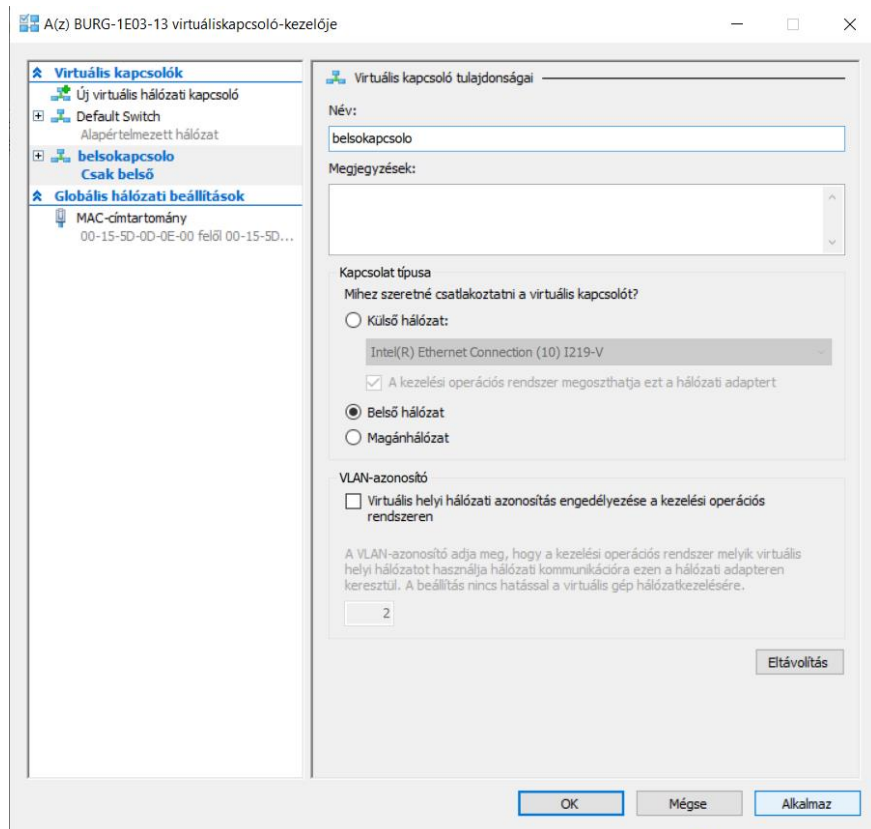 A(z) BURG-1E03-13 virtuáliskapcsoló-kezelője
Virtuális kapcsolók
Új virtuális hálózati kapcsoló
Default Switch
Alapértelmezett hálózat
belsokapcsolo
Csak belső
Globális hálózati beállítások
MAC-címtartomány
00-15-5D-0D-0E-00 felől 00-15-5D...
Virtuális kapcsoló tulajdonságai
Név:
belsokapcsolo
Megjegyzések:
Kapcsolat típusa
Mihez szeretné csatlakoztatni a virtuális kapcsolót?
Külső hálózat:
Intel(R) Ethernet Connection (10) I219-V
A kezelési operációs rendszer megoszthatja ezt a hálózati adaptert
Belső hálózat
Magánhálózat
VLAN-azonosító
Virtuális helyi hálózati azonosítás engedélyezése a kezelési operációs
rendszeren
A VLAN-azonosító adja meg, hogy a kezelési operációs rendszer melyik virtuális
helyi hálózatot használja hálózati kommunikációra ezen a hálózati adapteren
keresztül. A beállítás nincs hatással a virtuális gép hálózatkezelésére.
2
Eltávolítás
OK
Mégse
Alkalmaz